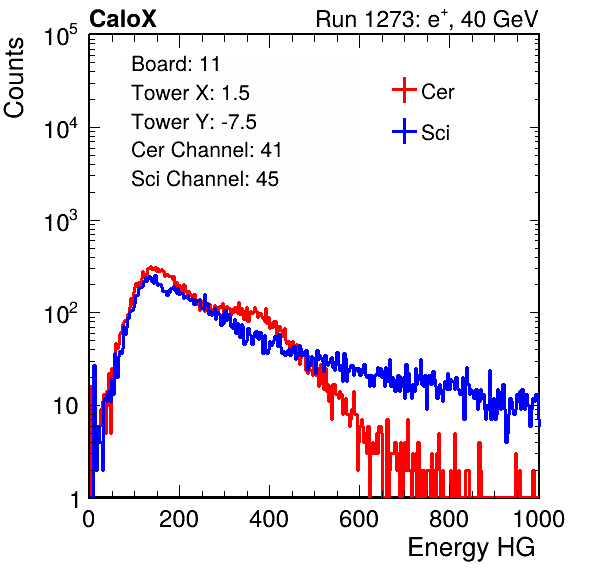 CaloX Run 1273: e⁺, 40 GeV
Counts
Board: 11
Tower X: 1.5
Tower Y: -7.5
Cer Channel: 41
Sci Channel: 45
Cer
Sci
10⁵
10⁴
10³
10²
10
1
0 200 400 600 800 1000
Energy HG